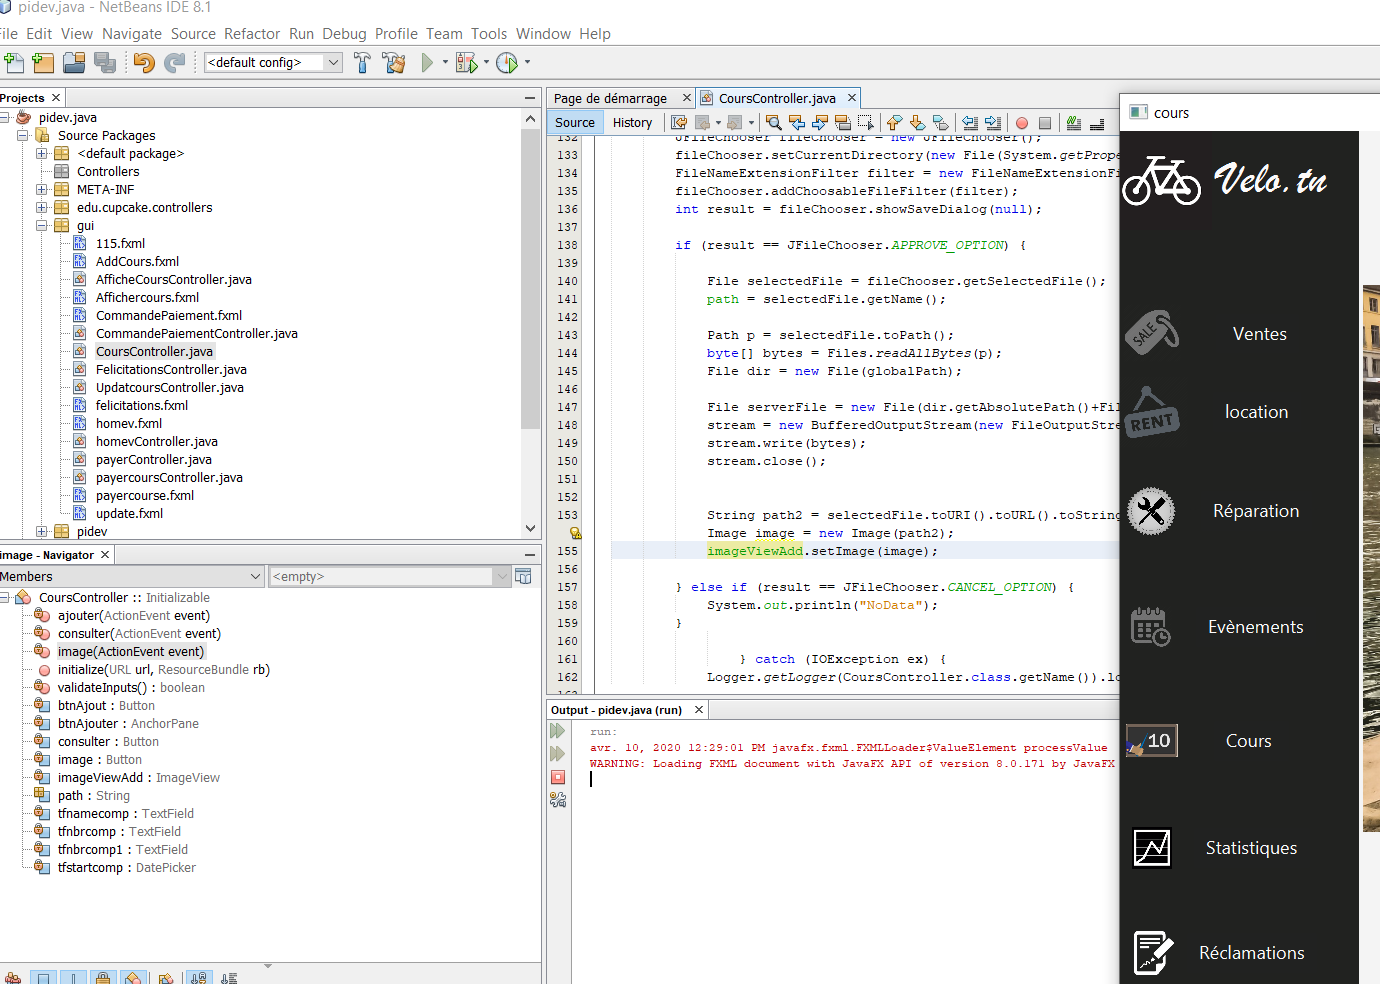 pidev.java - NetBeans IDE 8.1
File Edit View Navigate Source Refactor Run Debug Profile Team Tools Window Help
<default config>
Projects
pidev.java
Source Packages
<default package>
Controllers
META-INF
edu.cupcake.controllers
gui
115.fxml
AddCours.fxml
AfficheCoursController.java
Affichercours.fxml
CommandePaiement.fxml
CommandePaiementController.java
CoursController.java
FelicitationsController.java
UpdatcoursController.java
felicitations.fxml
homev.fxml
homevController.java
payerController.java
payercoursController.java
payercourse.fxml
update.fxml
pidev
image - Navigator
Members
<empty>
CoursController :: Initializable
ajouter(ActionEvent event)
consulter(ActionEvent event)
image(ActionEvent event)
initialize(URL url, ResourceBundle rb)
validateInputs() : boolean
btnAjout : Button
btnAjouter : AnchorPane
consulter : Button
image : Button
imageViewAdd : ImageView
path : String
tfnamecomp : TextField
tfnbrcomp : TextField
tfnbrcomp1 : TextField
tfstartcomp : DatePicker
Page de démarrage
CoursController.java
Source History
132 JFileChooser fileChooser = new JFileChooser();
133 fileChooser.setCurrentDirectory(new File(System.getPrope
134 FileNameExtensionFilter filter = new FileNameExtensionFi
135 fileChooser.addChoosableFileFilter(filter);
136 int result = fileChooser.showSaveDialog(null);
137
138 if (result == JFileChooser.APPROVE_OPTION) {
139
140 File selectedFile = fileChooser.getSelectedFile();
141 path = selectedFile.getName();
142
143 Path p = selectedFile.toPath();
144 byte[] bytes = Files.readAllBytes(p);
145 File dir = new File(globalPath);
146
147 File serverFile = new File(dir.getAbsolutePath()+Fil
148 stream = new BufferedOutputStream(new FileOutputStre
149 stream.write(bytes);
150 stream.close();
151
152
153 String path2 = selectedFile.toURI().toURL().toString
Image image = new Image(path2);
155 imageViewAdd.setImage(image);
156
157 } else if (result == JFileChooser.CANCEL_OPTION) {
158 System.out.println("NoData");
159 }
160
161 } catch (IOException ex) {
162 Logger.getLogger(CoursController.class.getName()).lo
Output - pidev.java (run)
run:
avr. 10, 2020 12:29:01 PM javafx.fxml.FXMLLoader$ValueElement processValue
WARNING: Loading FXML document with JavaFX API of version 8.0.171 by JavaFX
cours
Velo.tn
SALE
Ventes
RENT
location
Réparation
Evènements
10
Cours
Statistiques
Réclamations